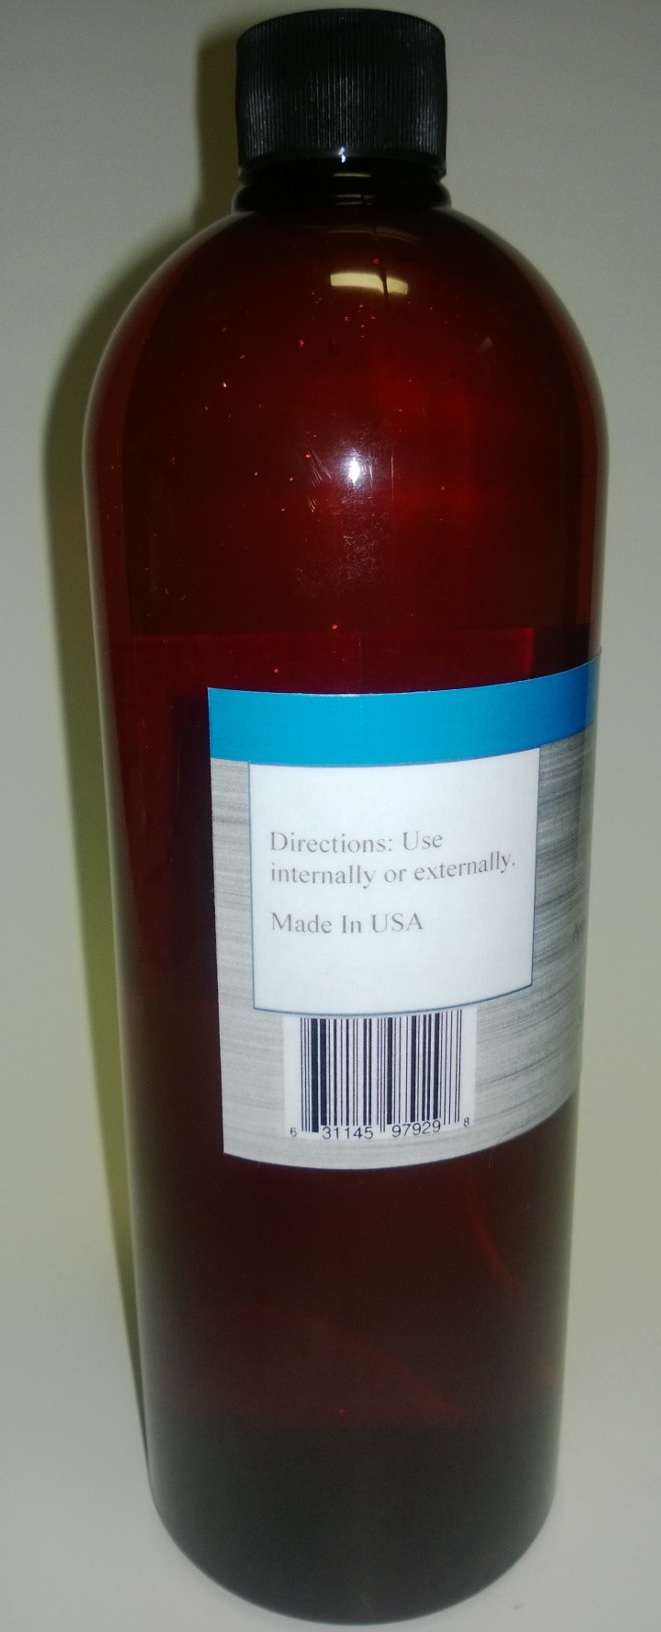 Directions: Use
internally or externally.
Made In USA
6 31145 97929 8